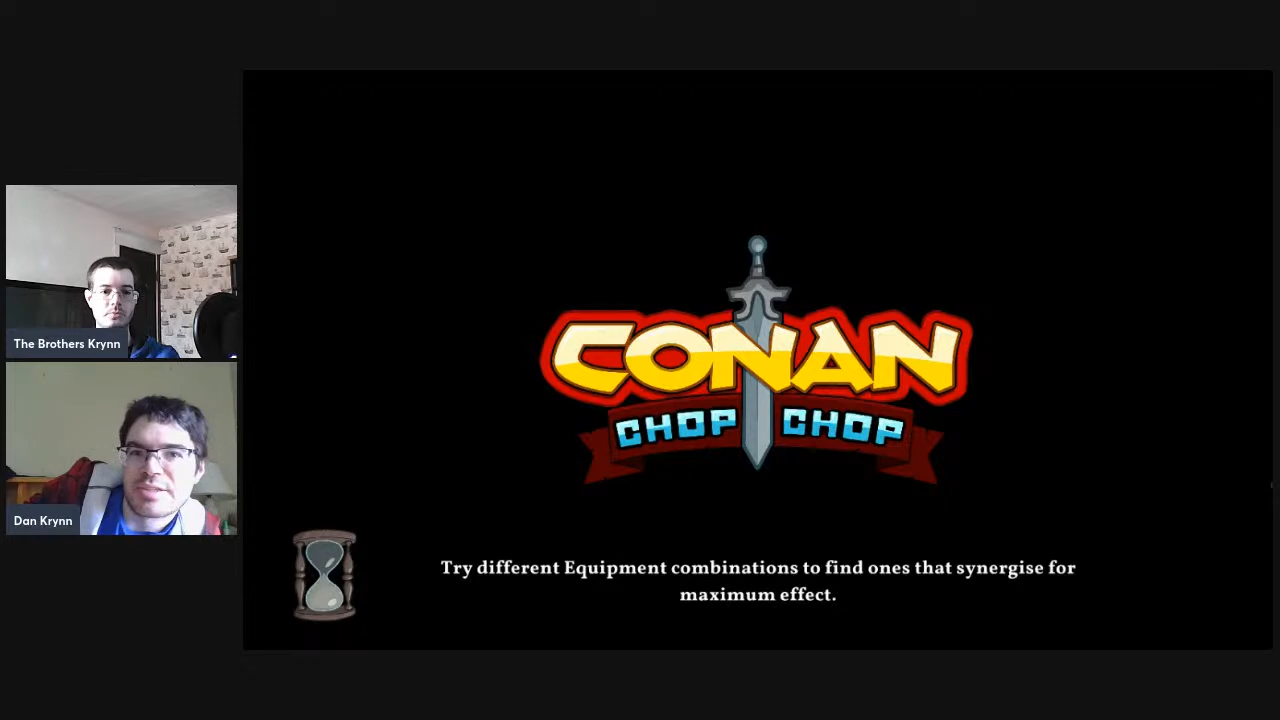 The Brothers Krynn
Dan Krynn
CONAN
CHOP CHOP
Try different Equipment combinations to find ones that synergise for
maximum effect.